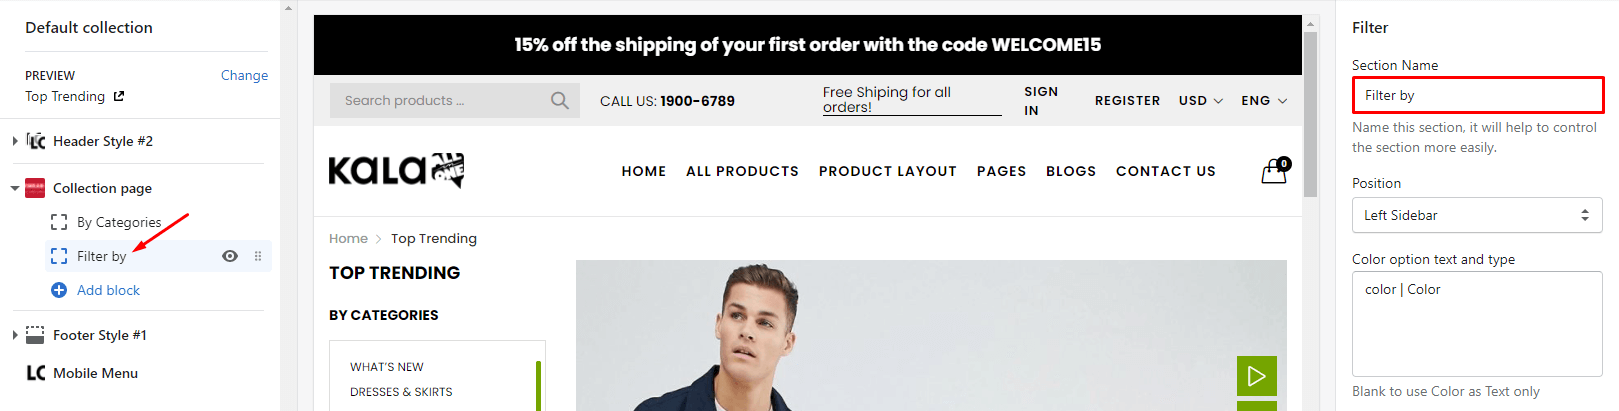 Default collection
PREVIEW
Change
Top Trending
LC Header Style #2
Collection page
By Categories
Filter by
Add block
Footer Style #1
LC Mobile Menu
15% off the shipping of your first order with the code WELCOME15
Search products ...
CALL US: 1900-6789
Free Shiping for all
orders!
SIGN
IN
REGISTER
USD
ENG
KALA ALL ONE
HOME
ALL PRODUCTS
PRODUCT LAYOUT
PAGES
BLOGS
CONTACT US
0
Home > Top Trending
TOP TRENDING
BY CATEGORIES
WHAT'S NEW
DRESSES & SKIRTS
Filter
Section Name
Filter by
Name this section, it will help to control
the section more easily.
Position
Left Sidebar
Color option text and type
color | Color
Blank to use Color as Text only